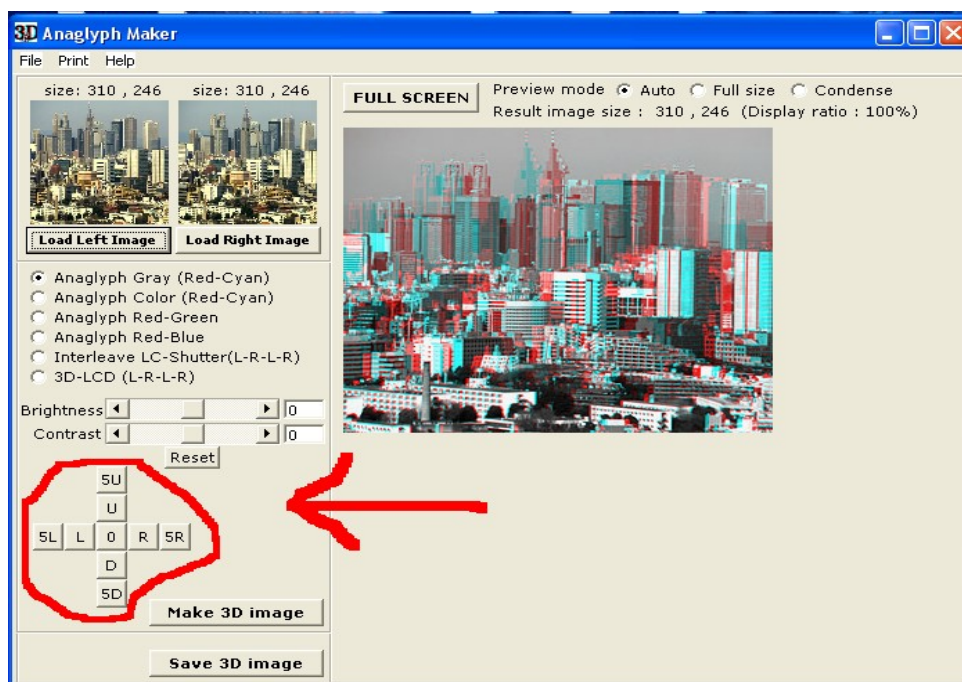 3D Anaglyph Maker
File Print Help
size: 310 , 246 size: 310 , 246
Load Left Image Load Right Image
FULL SCREEN
Preview mode Auto Full size Condense
Result image size : 310 , 246 (Display ratio : 100%)
Anaglyph Gray (Red-Cyan)
Anaglyph Color (Red-Cyan)
Anaglyph Red-Green
Anaglyph Red-Blue
Interleave LC-Shutter(L-R-L-R)
3D-LCD (L-R-L-R)
Brightness 0
Contrast 0
Reset
5U
U
5L L 0 R 5R
D
5D
Make 3D image
Save 3D image